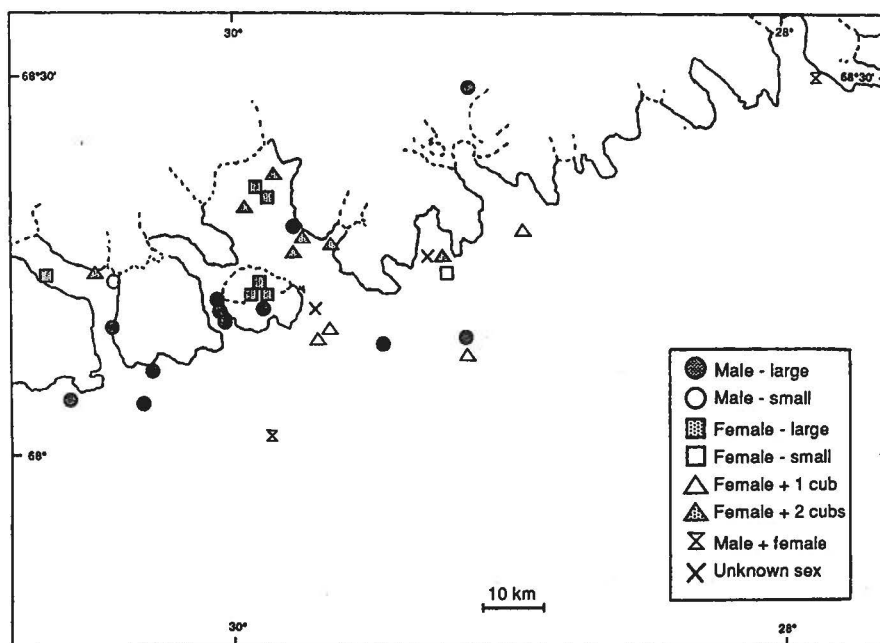 30°
28°
68°30'
68°30'
68°
Male - large
Male - small
Female - large
Female - small
Female + 1 cub
Female + 2 cubs
Male + female
Unknown sex
10 km
30°
28°